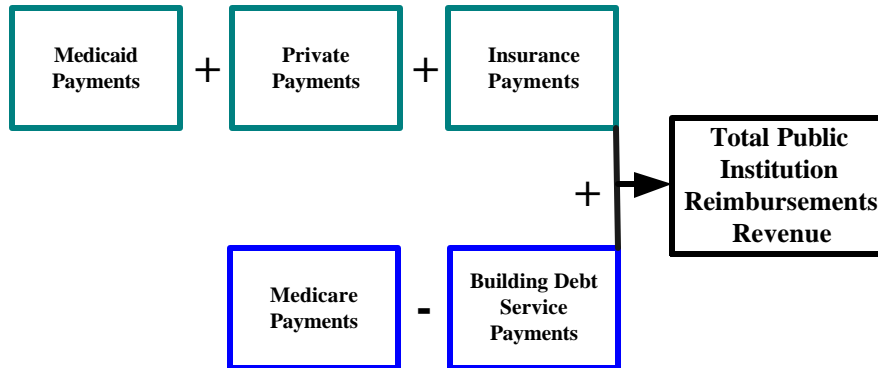 Medicaid
Payments
+
Private
Payments
+
Insurance
Payments
Total Public
Institution
Reimbursements
Revenue
+
Medicare
Payments
-
Building Debt
Service
Payments